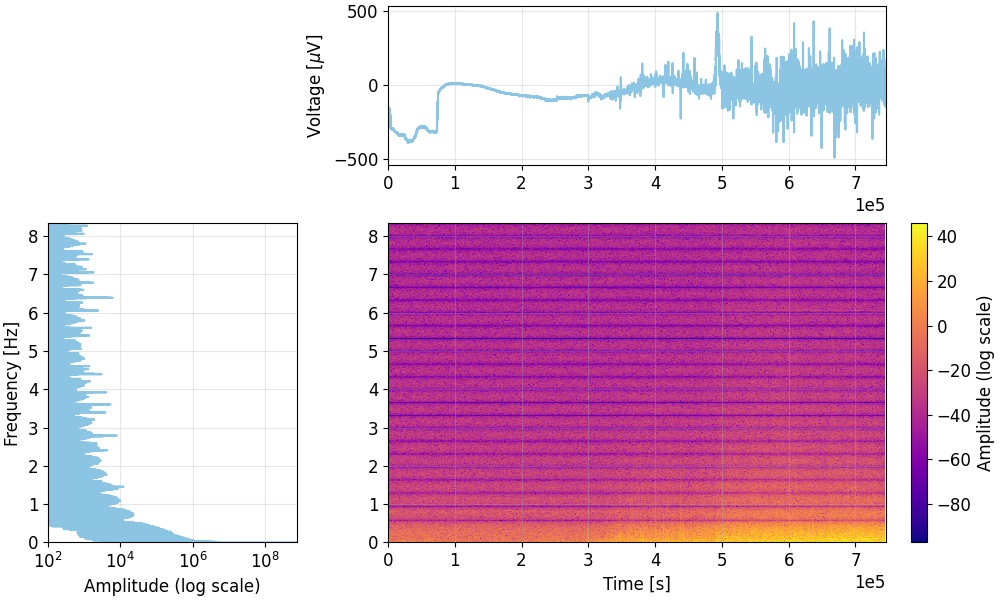 Voltage [μV]
500
0
−500
0 1 2 3 4 5 6 7
1e5
Frequency [Hz]
8
7
6
5
4
3
2
1
0
10² 10⁴ 10⁶ 10⁸
Amplitude (log scale)
8
7
6
5
4
3
2
1
0
0 1 2 3 4 5 6 7
1e5
Time [s]
40
20
0
−20
−40
−60
−80
Amplitude (log scale)